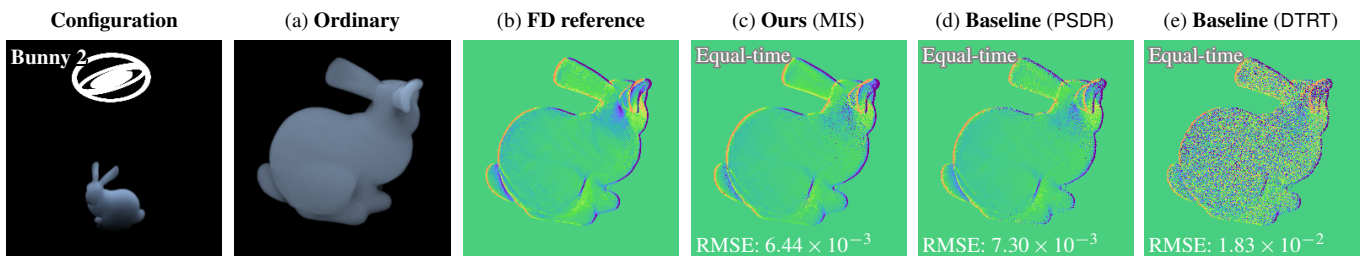 Configuration
(a) Ordinary
(b) FD reference
(c) Ours (MIS)
(d) Baseline (PSDR)
(e) Baseline (DTRT)
Bunny 2
Equal-time
Equal-time
Equal-time
RMSE: 6.44 × 10⁻³
RMSE: 7.30 × 10⁻³
RMSE: 1.83 × 10⁻²